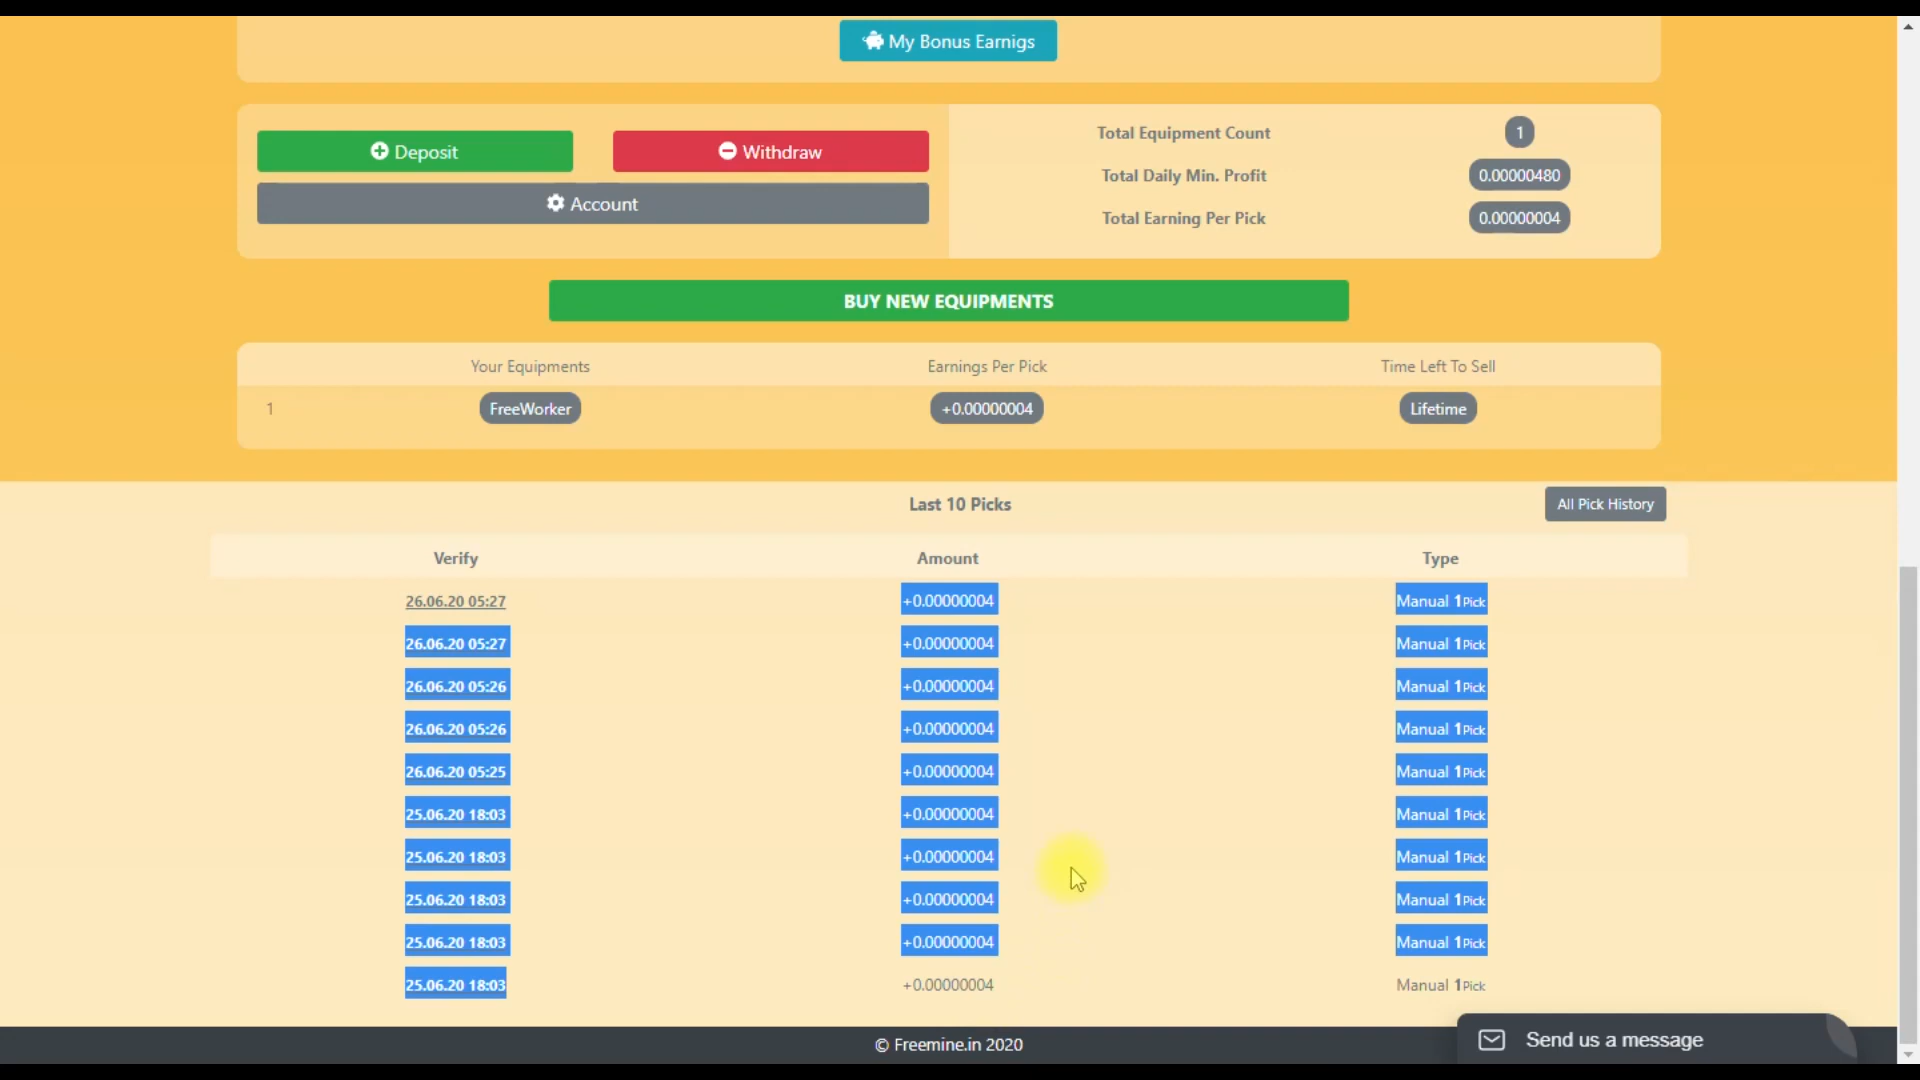 My Bonus Earnigs
Deposit
Withdraw
Account
Total Equipment Count 1
Total Daily Min. Profit 0.00000480
Total Earning Per Pick 0.00000004
BUY NEW EQUIPMENTS
Your Equipments Earnings Per Pick Time Left To Sell
1 FreeWorker +0.00000004 Lifetime
Last 10 Picks
All Pick History
Verify Amount Type
26.06.20 05:27 +0.00000004 Manual 1Pick
26.06.20 05:27 +0.00000004 Manual 1Pick
26.06.20 05:26 +0.00000004 Manual 1Pick
26.06.20 05:26 +0.00000004 Manual 1Pick
26.06.20 05:25 +0.00000004 Manual 1Pick
25.06.20 18:03 +0.00000004 Manual 1Pick
25.06.20 18:03 +0.00000004 Manual 1Pick
25.06.20 18:03 +0.00000004 Manual 1Pick
25.06.20 18:03 +0.00000004 Manual 1Pick
25.06.20 18:03 +0.00000004 Manual 1Pick
© Freemine.in 2020
Send us a message